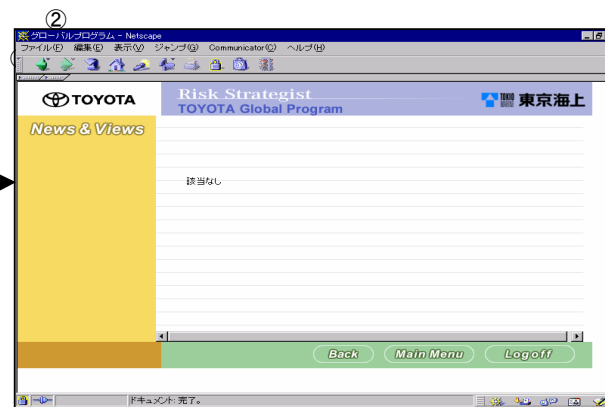 ②
グローバルプログラム - Netscape
ファイル(F) 編集(E) 表示(V) ジャンプ(G) Communicator(C) ヘルプ(H)
TOYOTA
Risk Strategist
TOYOTA Global Program
東京海上
News & Views
該当なし
Back Main Menu Logoff
ドキュメント: 完了。